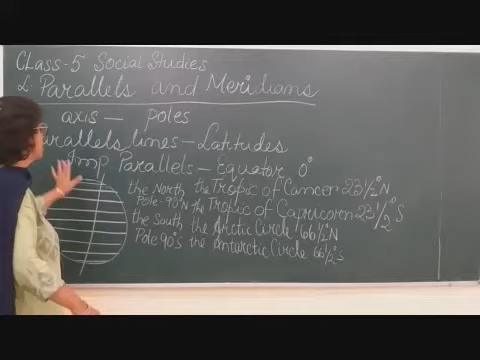 Class-5 Social Studies
L Parallels and Meridians
axis — poles
Parallels lines — Latitudes
Imp Parallels — Equator 0°
the North the Tropic of Cancer 23½°N
Pole - 90°N the Tropic of Capricorn 23½°S
the South the Arctic Circle 66½°N
Pole 90°S the Antarctic Circle 66½°S